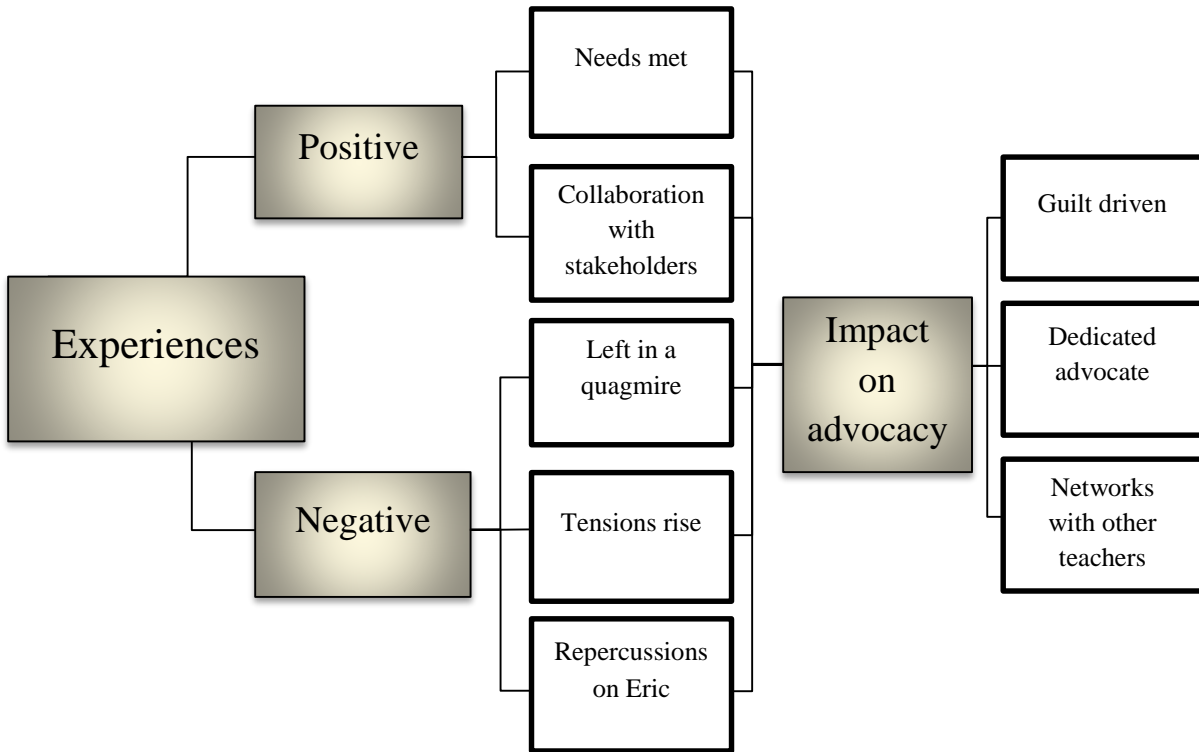 Experiences
Positive
Negative
Needs met
Collaboration
with
stakeholders
Left in a
quagmire
Tensions rise
Repercussions
on Eric
Impact
on
advocacy
Guilt driven
Dedicated
advocate
Networks
with other
teachers